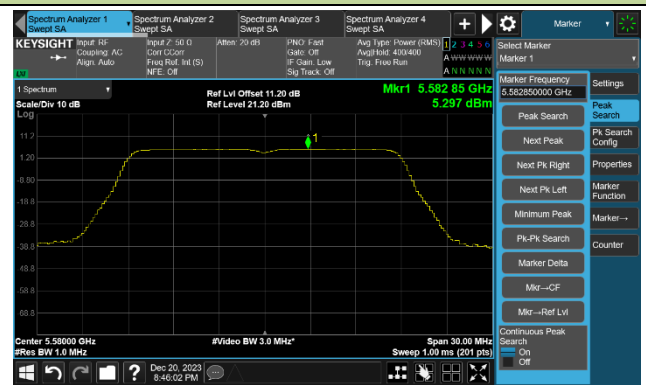 Spectrum Analyzer 1
Swept SA
Spectrum Analyzer 2
Swept SA
Spectrum Analyzer 3
Swept SA
Spectrum Analyzer 4
Swept SA
+
Marker
KEYSIGHT
Input: RF
Coupling: AC
Align: Auto
Input Z: 50 Ω
Corr CCorr
Freq Ref: Int (S)
NFE: Off
Atten: 20 dB
PNO: Fast
Gate: Off
IF Gain: Low
Sig Track: Off
Avg Type: Power (RMS)
Avg|Hold: 400/400
Trig: Free Run
1 2 3 4 5 6
A W W W W W
A N N N N N
LXI
Select Marker
Marker 1
Marker Frequency
5.582850000 GHz
Peak Search
Next Peak
Next Pk Right
Next Pk Left
Minimum Peak
Pk-Pk Search
Marker Delta
Mkr→CF
Mkr→Ref Lvl
Continuous Peak
Search
On
Off
Settings
Peak
Search
Pk Search
Config
Properties
Marker
Function
Marker→
Counter
1 Spectrum
Scale/Div 10 dB
Log
Ref Lvl Offset 11.20 dB
Ref Level 21.20 dBm
Mkr1 5.582 85 GHz
5.297 dBm
1
11.2
1.20
-8.80
-18.8
-28.8
-38.8
-48.8
-58.8
-68.8
Center 5.58000 GHz
#Res BW 1.0 MHz
#Video BW 3.0 MHz*
Span 30.00 MHz
Sweep 1.00 ms (201 pts)
?
Dec 20, 2023
8:46:02 PM